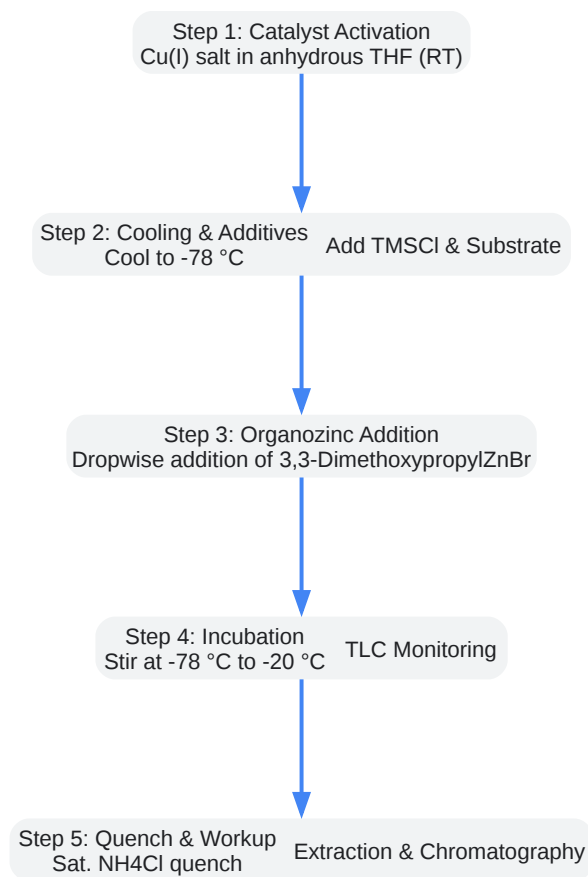 Step 1: Catalyst Activation
Cu(I) salt in anhydrous THF (RT)
Step 2: Cooling & Additives
Cool to -78 °C
Add TMSCl & Substrate
Step 3: Organozinc Addition
Dropwise addition of 3,3-DimethoxypropylZnBr
Step 4: Incubation
Stir at -78 °C to -20 °C
TLC Monitoring
Step 5: Quench & Workup
Sat. NH4Cl quench
Extraction & Chromatography